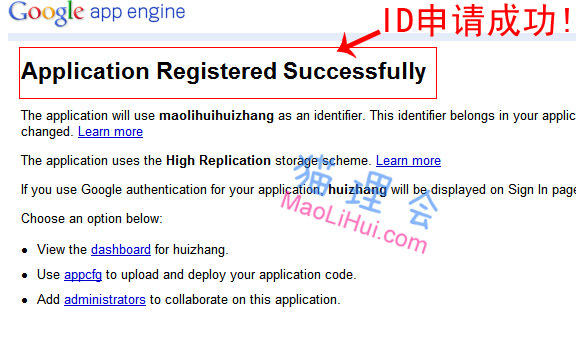 Google app engine
ID申请成功!
Application Registered Successfully
The application will use maolihuihuizhang as an identifier. This identifier belongs in your applic
changed. Learn more
The application uses the High Replication storage scheme. Learn more
If you use Google authentication for your application, huizhang will be displayed on Sign In page
Choose an option below:
View the dashboard for huizhang.
Use appcfg to upload and deploy your application code.
Add administrators to collaborate on this application.
猫理会
MaoLiHui.com